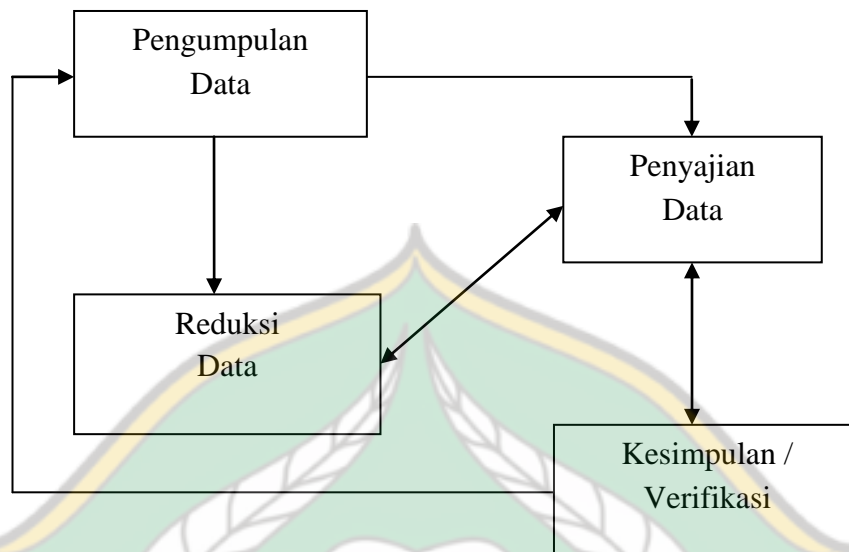 Pengumpulan
Data
Penyajian
Data
Reduksi
Data
Kesimpulan /
Verifikasi